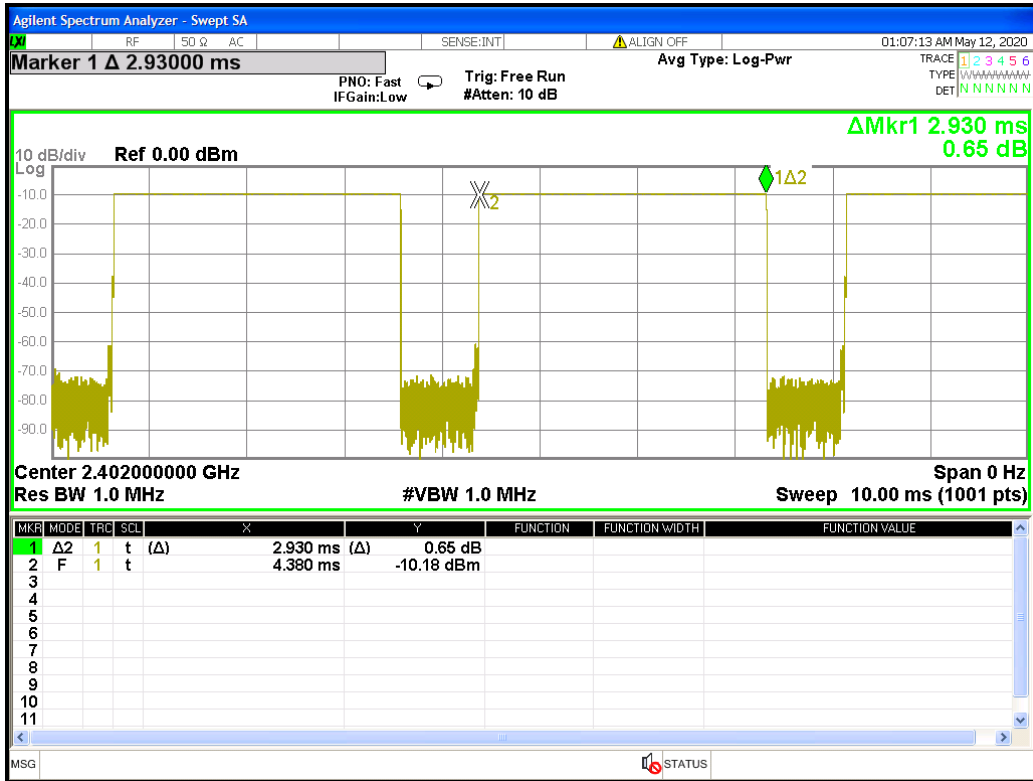 Agilent Spectrum Analyzer - Swept SA
LXI RF 50 Ω AC SENSE:INT ALIGN OFF 01:07:13 AM May 12, 2020
Marker 1 Δ 2.93000 ms
PNO: Fast
IFGain:Low
Trig: Free Run
#Atten: 10 dB
Avg Type: Log-Pwr
TRACE 1 2 3 4 5 6
TYPE
DET N N N N N N
ΔMkr1 2.930 ms
0.65 dB
10 dB/div Ref 0.00 dBm
Log
-10.0
-20.0
-30.0
-40.0
-50.0
-60.0
-70.0
-80.0
-90.0
2
1Δ2
Center 2.402000000 GHz Span 0 Hz
Res BW 1.0 MHz #VBW 1.0 MHz Sweep 10.00 ms (1001 pts)
MKR MODE TRC SCL X Y FUNCTION FUNCTION WIDTH FUNCTION VALUE
1 Δ2 1 t (Δ) 2.930 ms (Δ) 0.65 dB
2 F 1 t 4.380 ms -10.18 dBm
3
4
5
6
7
8
9
10
11
MSG STATUS